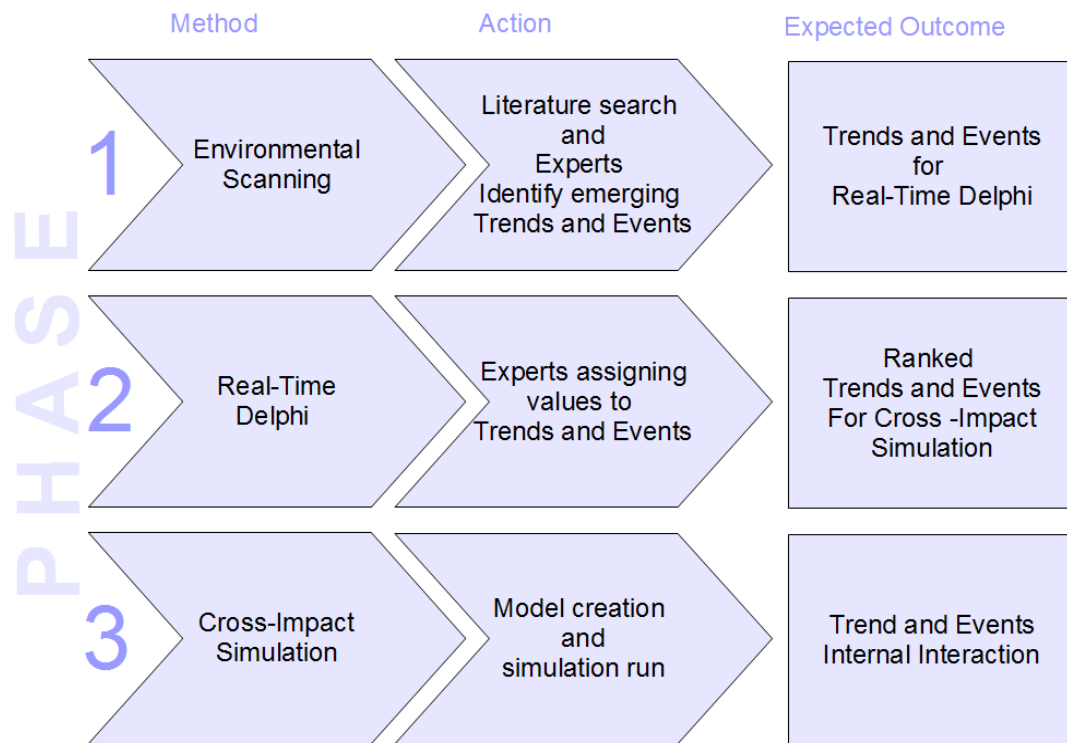 Method
Action
Expected Outcome
PHASE
1
Environmental
Scanning
Literature search
and
Experts
Identify emerging
Trends and Events
Trends and Events
for
Real-Time Delphi
2
Real-Time
Delphi
Experts assigning
values to
Trends and Events
Ranked
Trends and Events
For Cross -Impact
Simulation
3
Cross-Impact
Simulation
Model creation
and
simulation run
Trend and Events
Internal Interaction